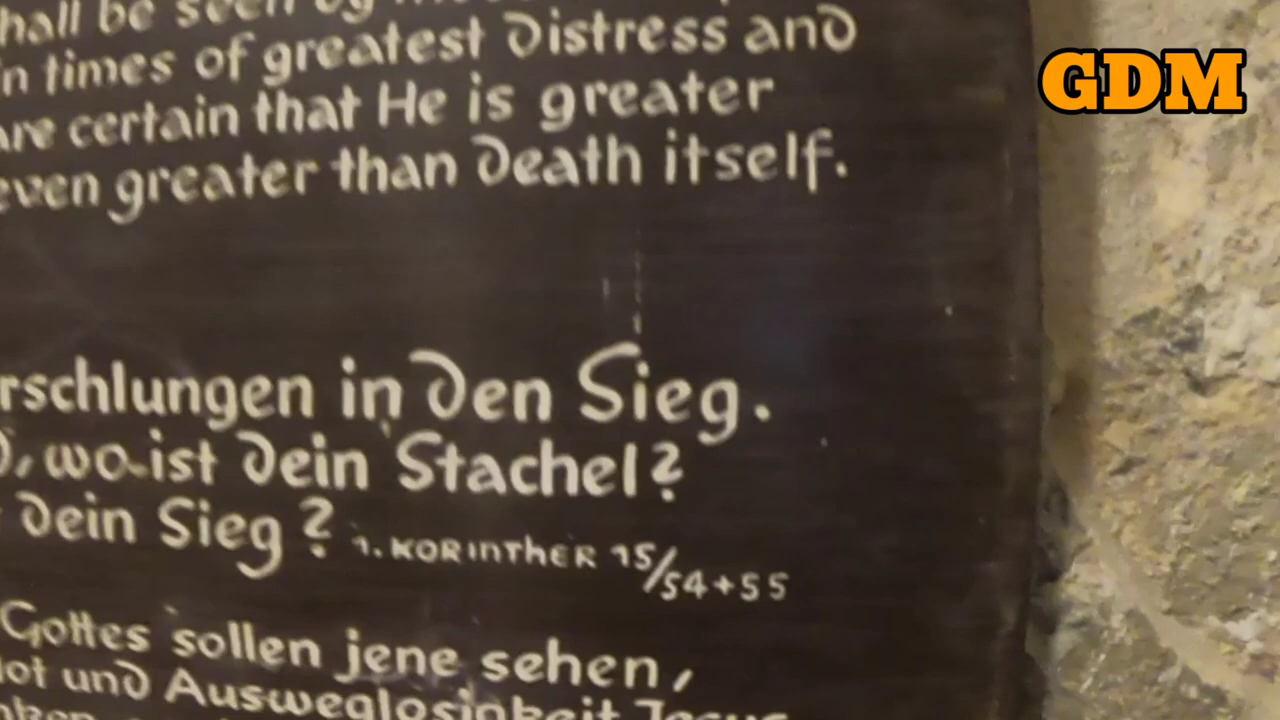 shall be seen by
in times of greatest distress and
are certain that He is greater
even greater than death itself.
rschlungen in den Sieg.
wo ist dein Stachel?
dein Sieg? 1. KORINTHER 15/54+55
Gottes sollen jene sehen,
Not und Ausweglosigkeit Jesus
GDM